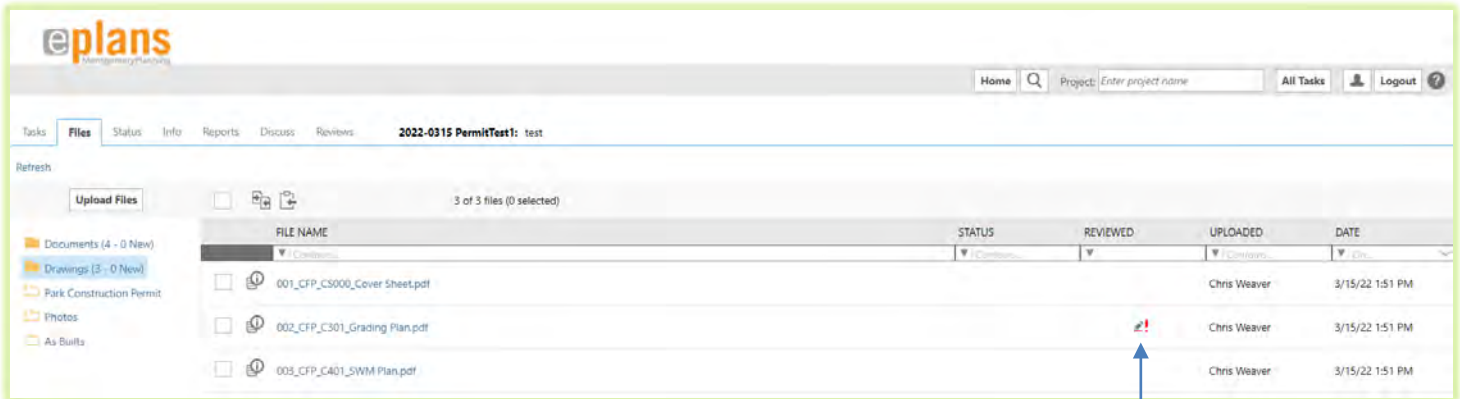 eplans
MontgomeryPlanning
Home Project: Enter project name All Tasks Logout ?
Tasks Files Status Info Reports Discuss Reviews 2022-0315 PermitTest1: test
Refresh
Upload Files 3 of 3 files (0 selected)
FILE NAME STATUS REVIEWED UPLOADED DATE
Contains... Contains... Contains... On...
Documents (4 - 0 New)
Drawings (3 - 0 New)
Park Construction Permit
Photos
As Builts
001_CFP_CS000_Cover Sheet.pdf Chris Weaver 3/15/22 1:51 PM
002_CFP_C301_Grading Plan.pdf ! Chris Weaver 3/15/22 1:51 PM
003_CFP_C401_SWM Plan.pdf Chris Weaver 3/15/22 1:51 PM